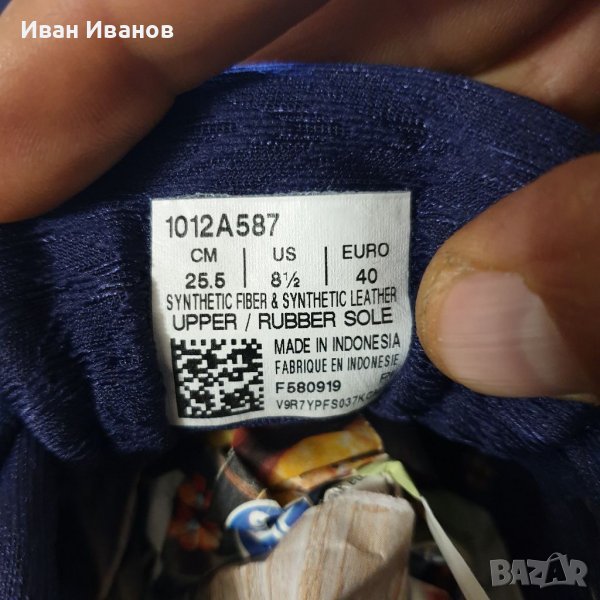 Иван Иванов
1012A587
CM US EURO
25.5 8½ 40
SYNTHETIC FIBER & SYNTHETIC LEATHER
UPPER / RUBBER SOLE
MADE IN INDONESIA
FABRIQUE EN INDONESIE
F580919
BAZAR